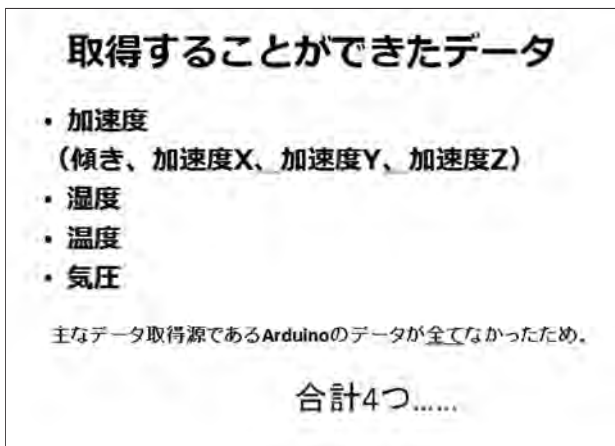 取得することができたデータ
・ 加速度
（傾き、加速度X、加速度Y、加速度Z）
・ 湿度
・ 温度
・ 気圧
主なデータ取得源であるArduinoのデータが全てなかったため。
合計4つ……